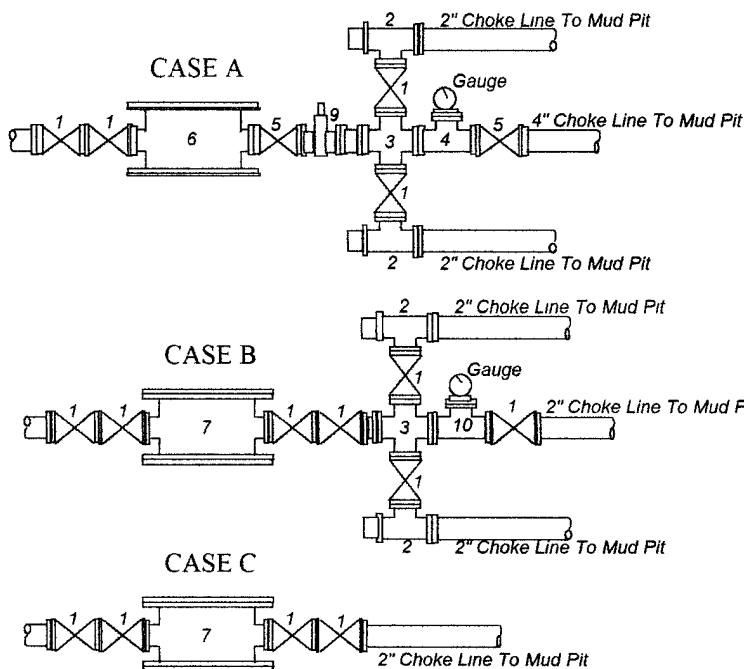 2
2" Choke Line To Mud Pit
CASE A
Gauge
1
1
1
5
9
4" Choke Line To Mud Pit
5
6
3
4
1
2
2" Choke Line To Mud Pit
2
2" Choke Line To Mud Pit
CASE B
Gauge
1
1
1
1
1
2" Choke Line To Mud F
1
7
3
10
1
2
2" Choke Line To Mud Pit
CASE C
1
1
1
1
7
2" Choke Line To Mud Pit